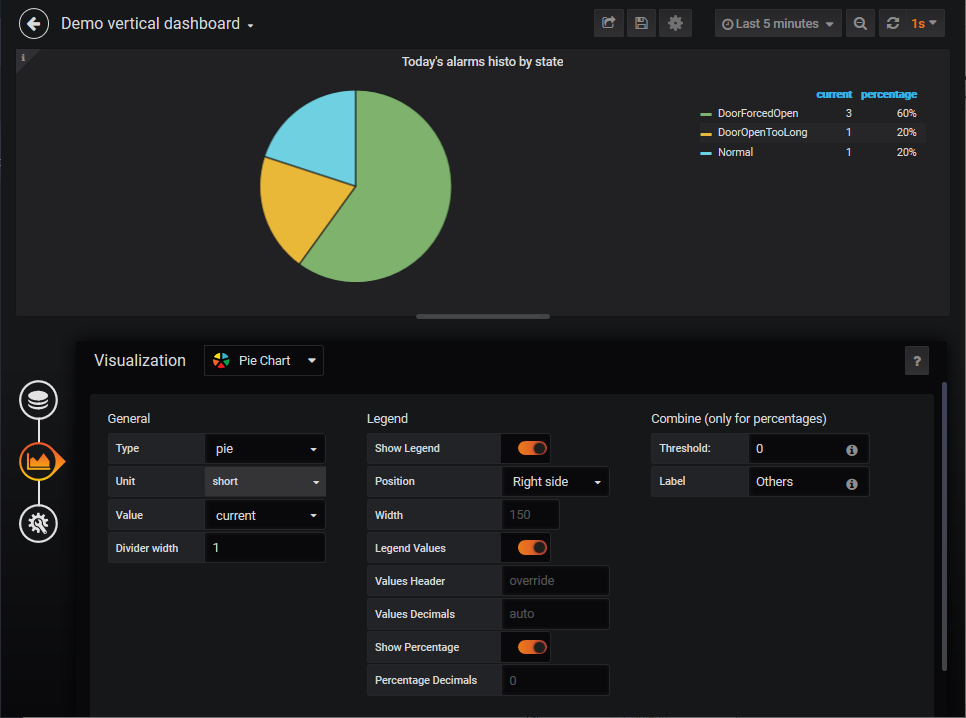 Demo vertical dashboard
Last 5 minutes
1s
i
Today's alarms histo by state
current percentage
DoorForcedOpen 3 60%
DoorOpenTooLong 1 20%
Normal 1 20%
Visualization Pie Chart ?
General
Type pie
Unit short
Value current
Divider width 1
Legend
Show Legend
Position Right side
Width 150
Legend Values
Values Header override
Values Decimals auto
Show Percentage
Percentage Decimals 0
Combine (only for percentages)
Threshold: 0
Label Others